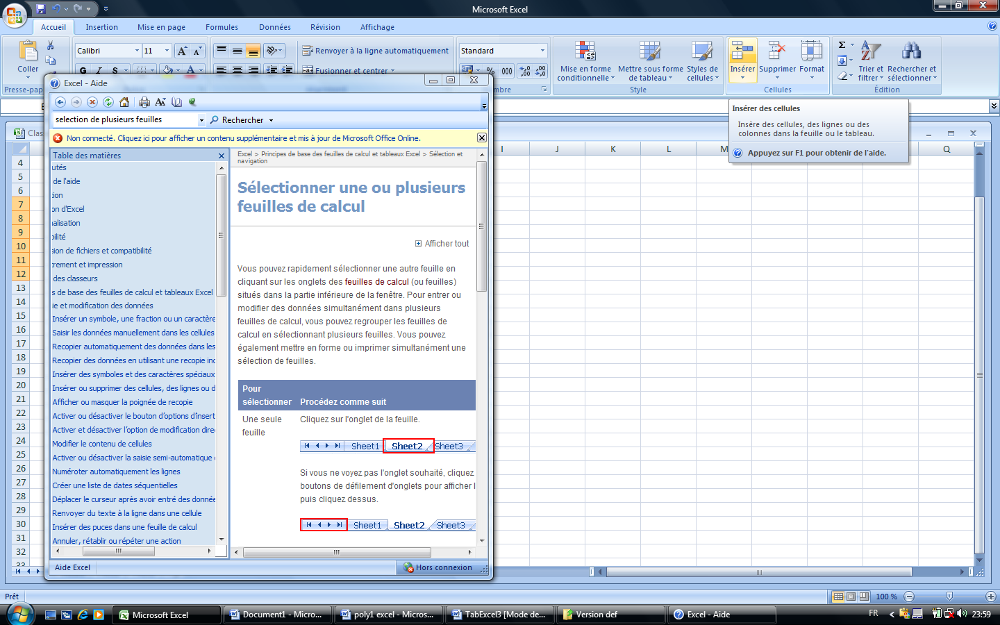 Microsoft Excel
Accueil Insertion Mise en page Formules Données Révision Affichage
Coller
Calibri 11
G I S
Presse-pap
Renvoyer à la ligne automatiquement
Fusionner et centrer
Standard
% 000
mbre
Mise en forme conditionnelle
Mettre sous forme de tableau
Styles de cellules
Style
Insérer Supprimer Format
Cellules
Trier et filtrer
Rechercher et sélectionner
Édition
Insérer des cellules
Insère des cellules, des lignes ou des
colonnes dans la feuille ou le tableau.
Appuyez sur F1 pour obtenir de l'aide.
Excel - Aide
selection de plusieurs feuilles
Rechercher
Non connecté. Cliquez ici pour afficher un contenu supplémentaire et mis à jour de Microsoft Office Online.
Table des matières
utés
de l'aide
tion
on d'Excel
nalisation
bilité
sion de fichiers et compatibilité
trement et impression
des classeurs
s de base des feuilles de calcul et tableaux Excel
ie et modification des données
Insérer un symbole, une fraction ou un caractère
Saisir les données manuellement dans les cellules
Recopier automatiquement des données dans les
Recopier des données en utilisant une recopie inc
Insérer des symboles et des caractères spéciaux
Insérer ou supprimer des cellules, des lignes ou d
Afficher ou masquer la poignée de recopie
Activer ou désactiver le bouton d'options d'insert
Activer et désactiver l'option de modification dire
Modifier le contenu de cellules
Activer ou désactiver la saisie semi-automatique
Numéroter automatiquement les lignes
Créer une liste de dates séquentielles
Déplacer le curseur après avoir entré des donnée
Renvoyer du texte à la ligne dans une cellule
Insérer des puces dans une feuille de calcul
Annuler, rétablir ou répéter une action
Excel > Principes de base des feuilles de calcul et tableaux Excel > Sélection et
navigation
Sélectionner une ou plusieurs
feuilles de calcul
Afficher tout
Vous pouvez rapidement sélectionner une autre feuille en
cliquant sur les onglets des feuilles de calcul (ou feuilles)
situés dans la partie inférieure de la fenêtre. Pour entrer ou
modifier des données simultanément dans plusieurs
feuilles de calcul, vous pouvez regrouper les feuilles de
calcul en sélectionnant plusieurs feuilles. Vous pouvez
également mettre en forme ou imprimer simultanément une
sélection de feuilles.
Pour
sélectionner Procédez comme suit
Une seule Cliquez sur l'onglet de la feuille.
feuille
Sheet1 Sheet2 Sheet3
Si vous ne voyez pas l'onglet souhaité, cliquez
boutons de défilement d'onglets pour afficher l
puis cliquez dessus.
Sheet1 Sheet2 Sheet3
Aide Excel Hors connexion
Clas
I J K L M Q
4
5
6
7
8
9
10
11
12
13
14
15
16
17
18
19
20
21
22
23
24
25
26
27
28
29
30
31
32
33
Prêt 100 %
Microsoft Excel Document1 - Micro... poly1 excel - Micros... TabExcel3 [Mode de... Version def Excel - Aide FR 23:59